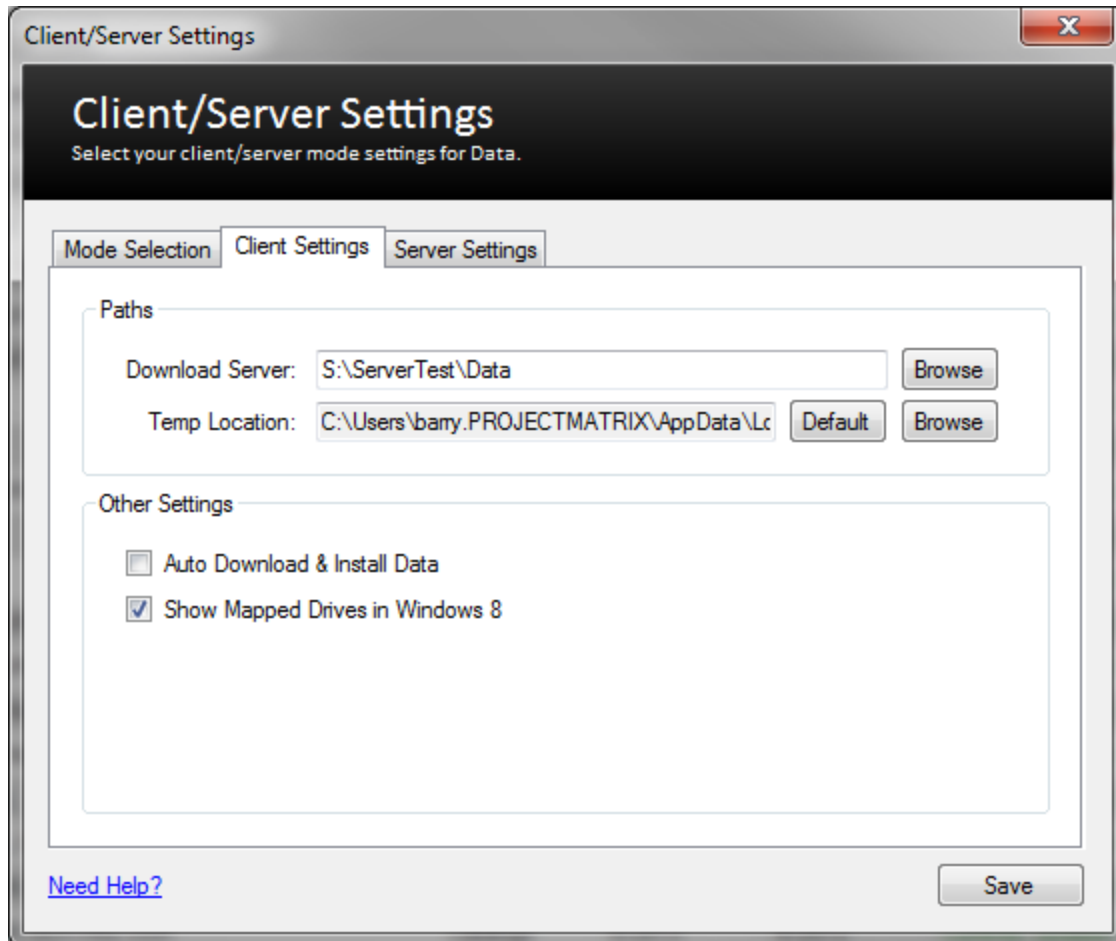 Client/Server Settings
Client/Server Settings
Select your client/server mode settings for Data.
Mode Selection Client Settings Server Settings
Paths
Download Server: S:\ServerTest\Data Browse
Temp Location: C:\Users\barry.PROJECTMATRIX\AppData\Lc Default Browse
Other Settings
Auto Download & Install Data
Show Mapped Drives in Windows 8
Need Help? Save